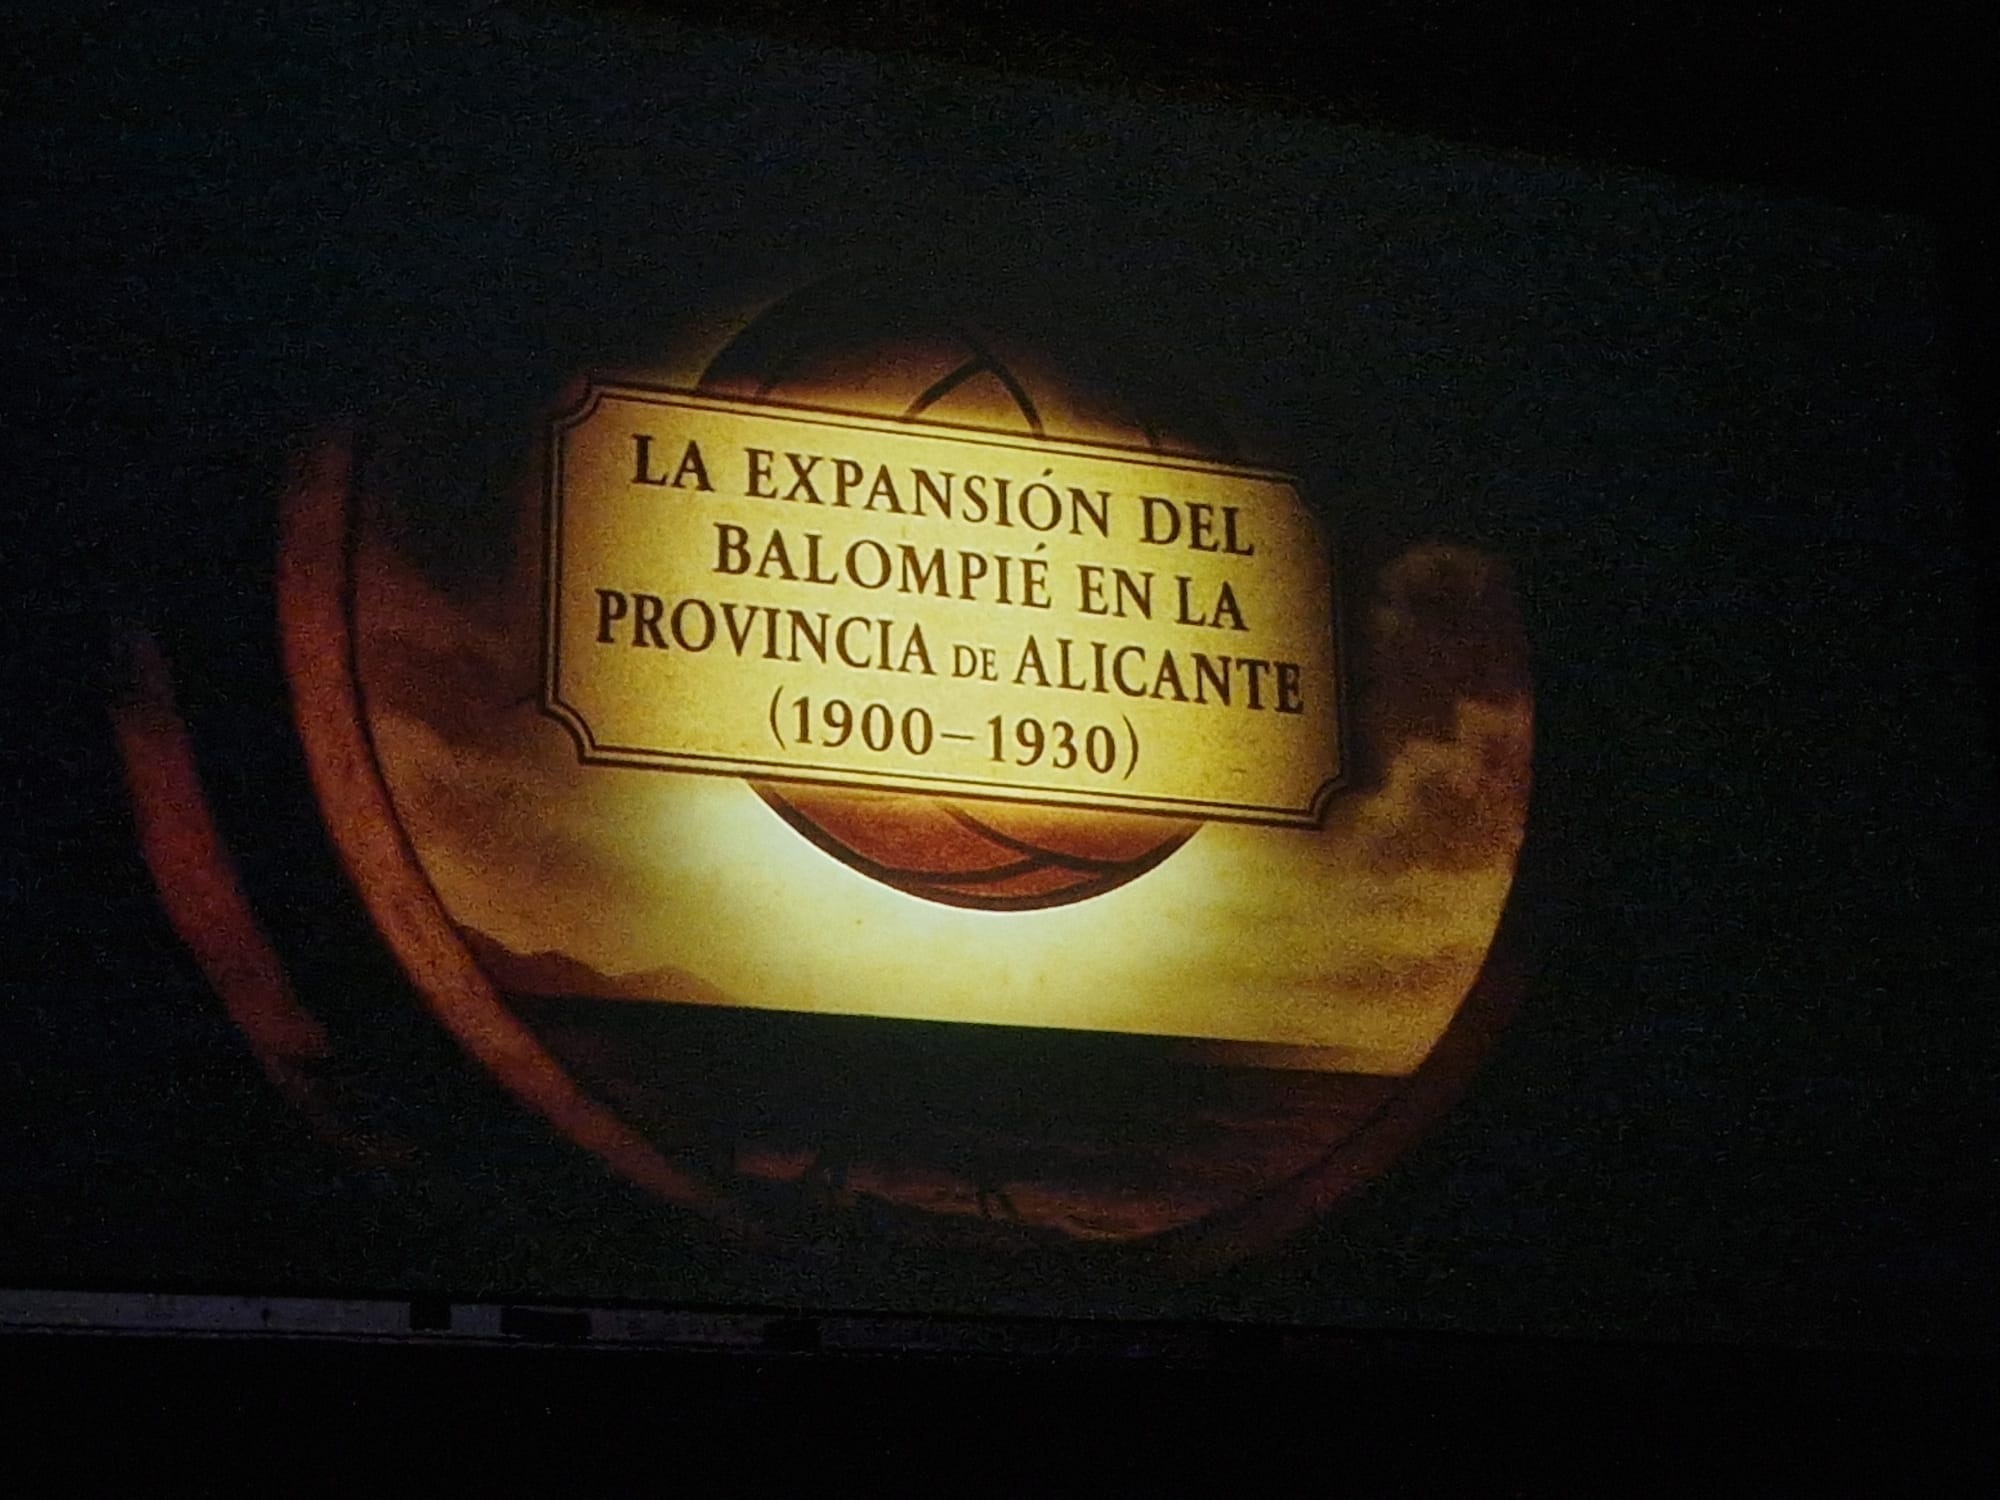 LA EXPANSIÓN DEL
BALOMPIÉ EN LA
PROVINCIA DE ALICANTE
(1900–1930)